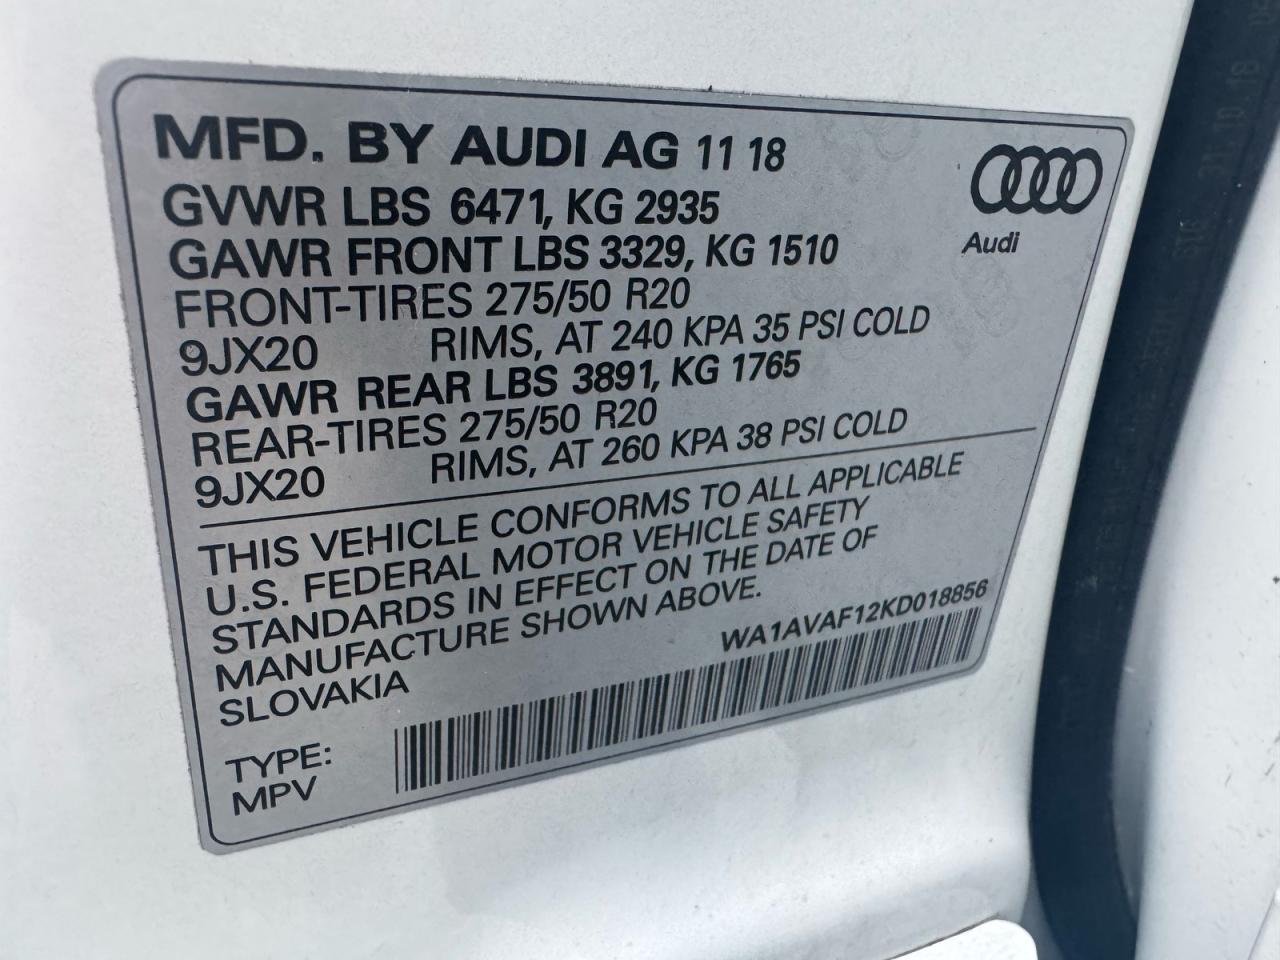 MFD. BY AUDI AG 11 18
GVWR LBS 6471, KG 2935
GAWR FRONT LBS 3329, KG 1510
FRONT-TIRES 275/50 R20
9JX20 RIMS, AT 240 KPA 35 PSI COLD
GAWR REAR LBS 3891, KG 1765
REAR-TIRES 275/50 R20
9JX20 RIMS, AT 260 KPA 38 PSI COLD
THIS VEHICLE CONFORMS TO ALL APPLICABLE
U.S. FEDERAL MOTOR VEHICLE SAFETY
STANDARDS IN EFFECT ON THE DATE OF
MANUFACTURE SHOWN ABOVE.
SLOVAKIA
WA1AVAF12KD018856
TYPE:
MPV
Audi